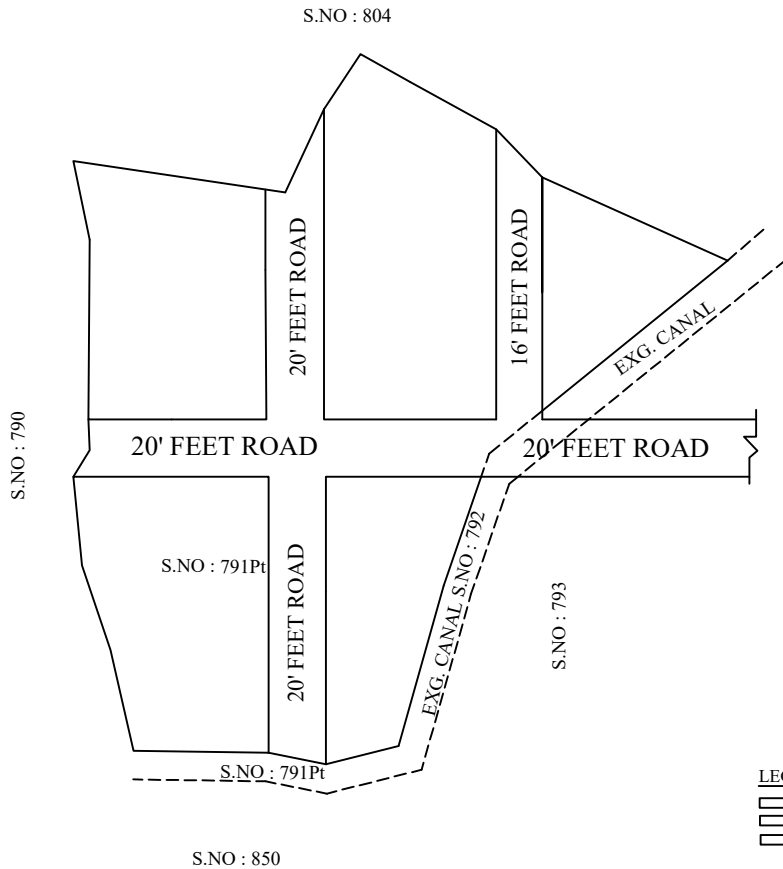 S.NO : 804
20' FEET ROAD
16' FEET ROAD
EXG. CANAL
S.NO : 790
20' FEET ROAD
20' FEET ROAD
S.NO : 791Pt
20' FEET ROAD
EXG. CANAL S.NO : 792
S.NO : 793
S.NO : 791Pt
S.NO : 850